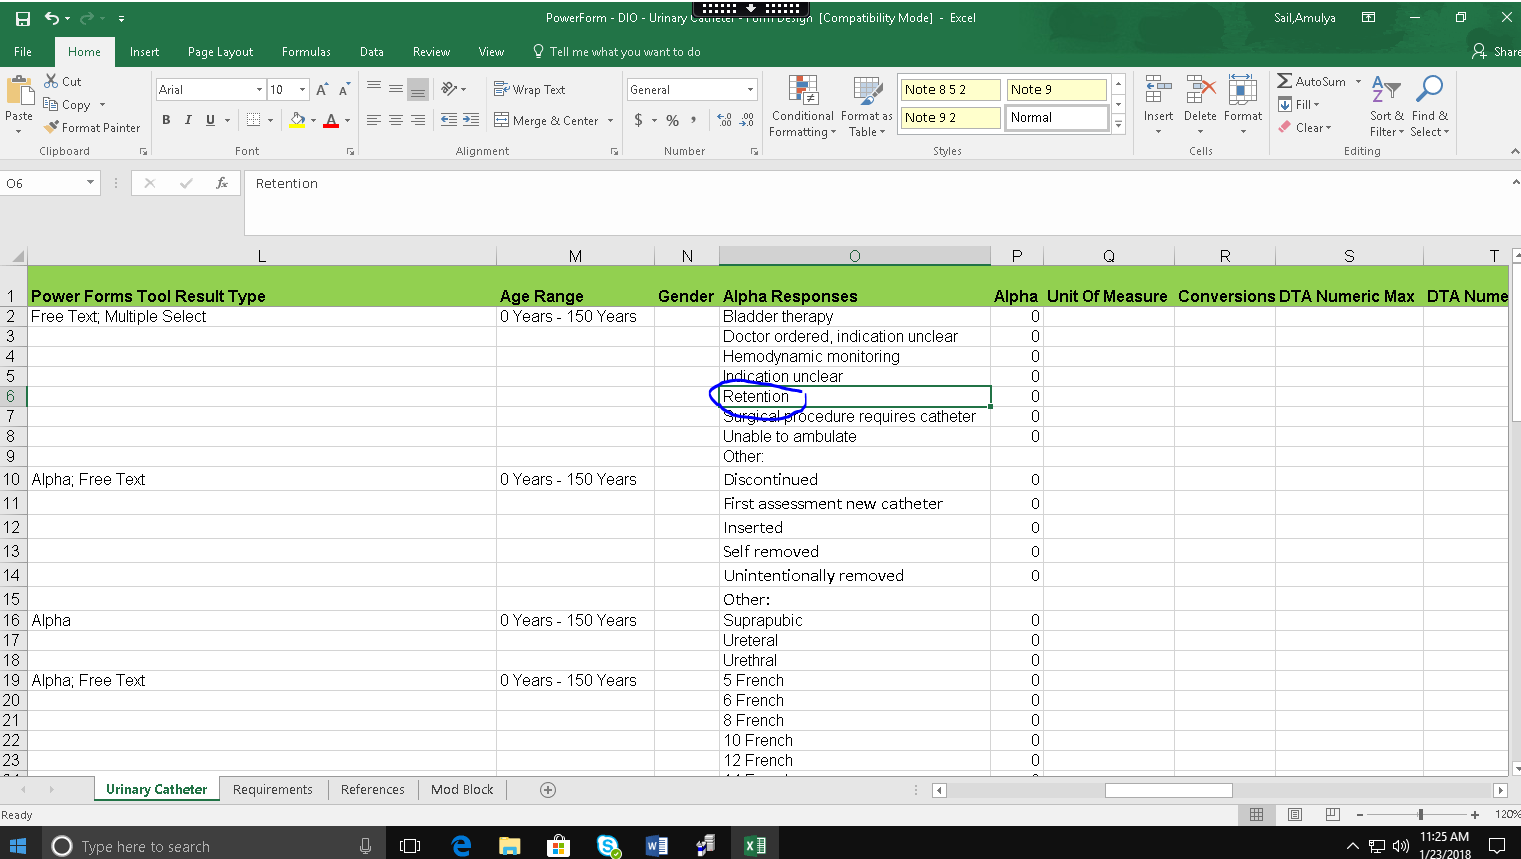 PowerForm - DIO - Urinary Catheter - Form Design [Compatibility Mode] - Excel
Sail,Amulya
File Home Insert Page Layout Formulas Data Review View Tell me what you want to do Share
Cut
Copy
Format Painter
Paste
Clipboard
Arial 10
B I U
Font
Wrap Text
Merge & Center
Alignment
General
$ % ,
Number
Conditional Formatting
Format as Table
Note 8 5 2 Note 9
Note 9 2 Normal
Styles
Insert Delete Format
Cells
AutoSum
Fill
Clear
Sort & Filter
Find & Select
Editing
O6 fx Retention
L M N O P Q R S T
1 Power Forms Tool Result Type Age Range Gender Alpha Responses Alpha Unit Of Measure Conversions DTA Numeric Max DTA Nume
2 Free Text; Multiple Select 0 Years - 150 Years Bladder therapy 0
3 Doctor ordered, indication unclear 0
4 Hemodynamic monitoring 0
5 Indication unclear 0
6 Retention 0
7 Surgical procedure requires catheter 0
8 Unable to ambulate 0
9 Other:
10 Alpha; Free Text 0 Years - 150 Years Discontinued 0
11 First assessment new catheter 0
12 Inserted 0
13 Self removed 0
14 Unintentionally removed 0
15 Other:
16 Alpha 0 Years - 150 Years Suprapubic 0
17 Ureteral 0
18 Urethral 0
19 Alpha; Free Text 0 Years - 150 Years 5 French 0
20 6 French 0
21 8 French 0
22 10 French 0
23 12 French 0
Urinary Catheter Requirements References Mod Block
Ready 120%
Type here to search
11:25 AM
1/23/2018